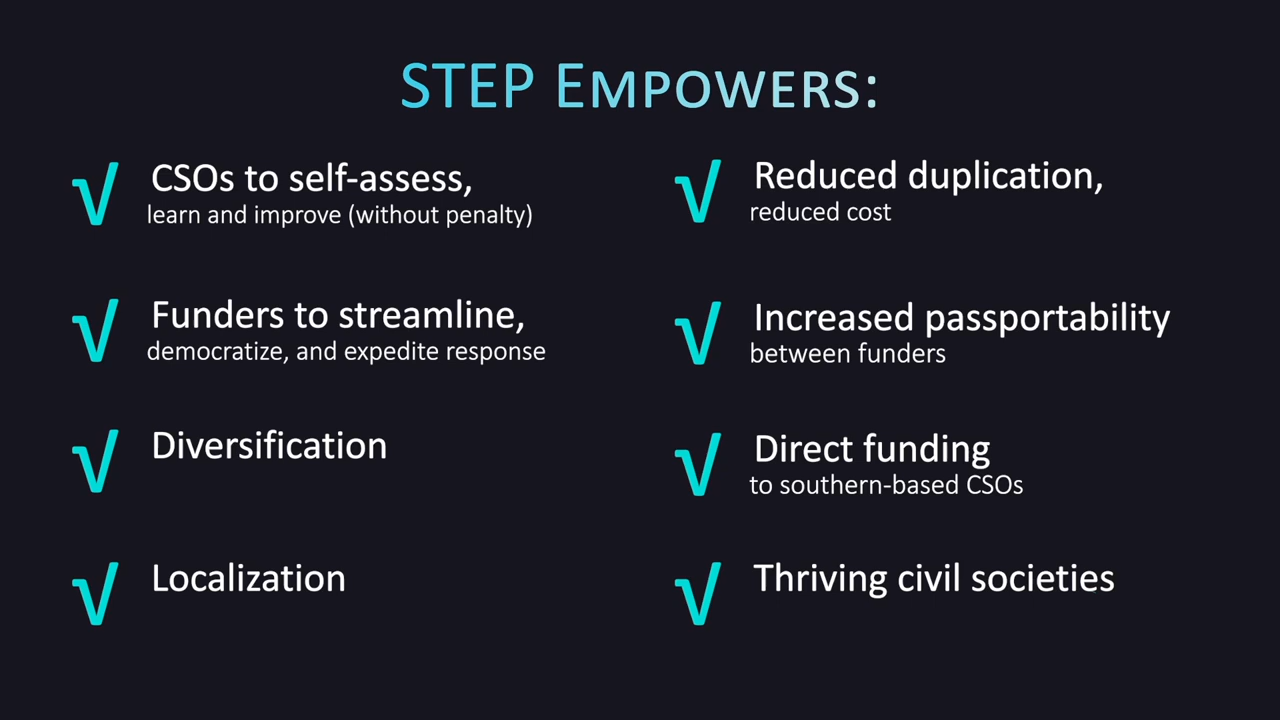 STEP EMPOWERS:
√ CSOs to self-assess,
learn and improve (without penalty)
√ Funders to streamline,
democratize, and expedite response
√ Diversification
√ Localization
√ Reduced duplication,
reduced cost
√ Increased passportability
between funders
√ Direct funding
to southern-based CSOs
√ Thriving civil societies